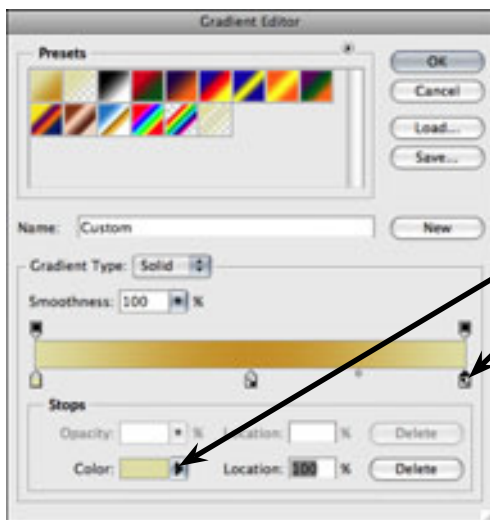 Gradient Editor
Presets
OK
Cancel
Load...
Save...
Name: Custom
New
Gradient Type: Solid
Smoothness: 100 %
Stops
Opacity: % Location: % Delete
Color: Location: 100 % Delete